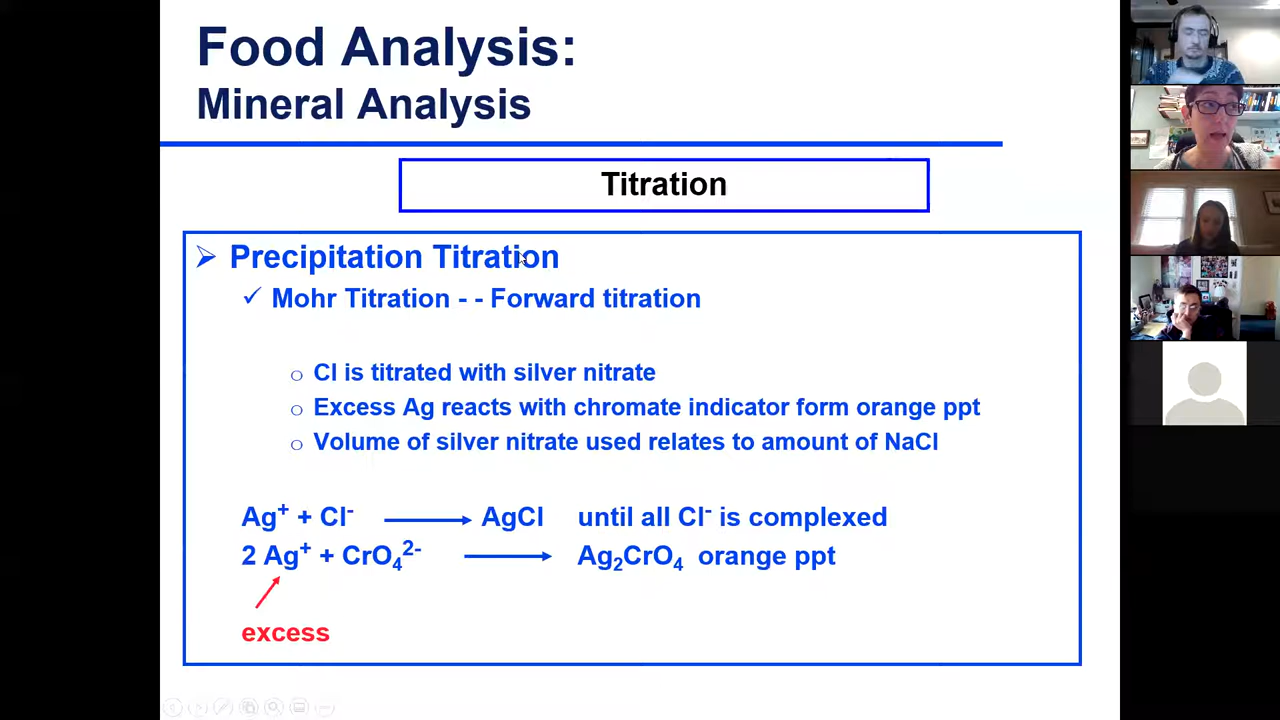 Food Analysis:
Mineral Analysis
Titration
➢ Precipitation Titration
✓ Mohr Titration - - Forward titration
○ Cl is titrated with silver nitrate
○ Excess Ag reacts with chromate indicator form orange ppt
○ Volume of silver nitrate used relates to amount of NaCl
Ag⁺ + Cl⁻ ⟶ AgCl until all Cl⁻ is complexed
2 Ag⁺ + CrO₄²⁻ ⟶ Ag₂CrO₄ orange ppt
excess